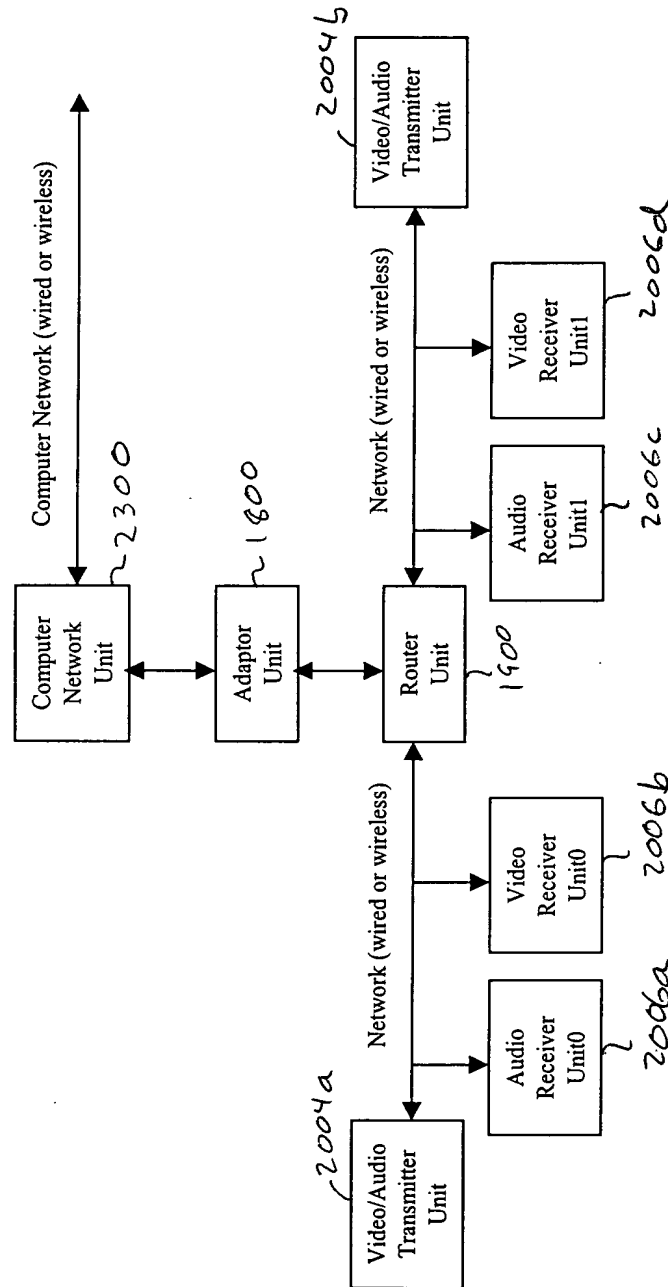 Computer Network (wired or wireless)
Computer
Network
Unit
2300
Adaptor
Unit
1800
Router
Unit
1900
Network (wired or wireless)
Video/Audio
Transmitter
Unit
2004a
Audio
Receiver
Unit0
2006a
Video
Receiver
Unit0
2006b
Network (wired or wireless)
Audio
Receiver
Unit1
2006c
Video
Receiver
Unit1
2006d
Video/Audio
Transmitter
Unit
2004b